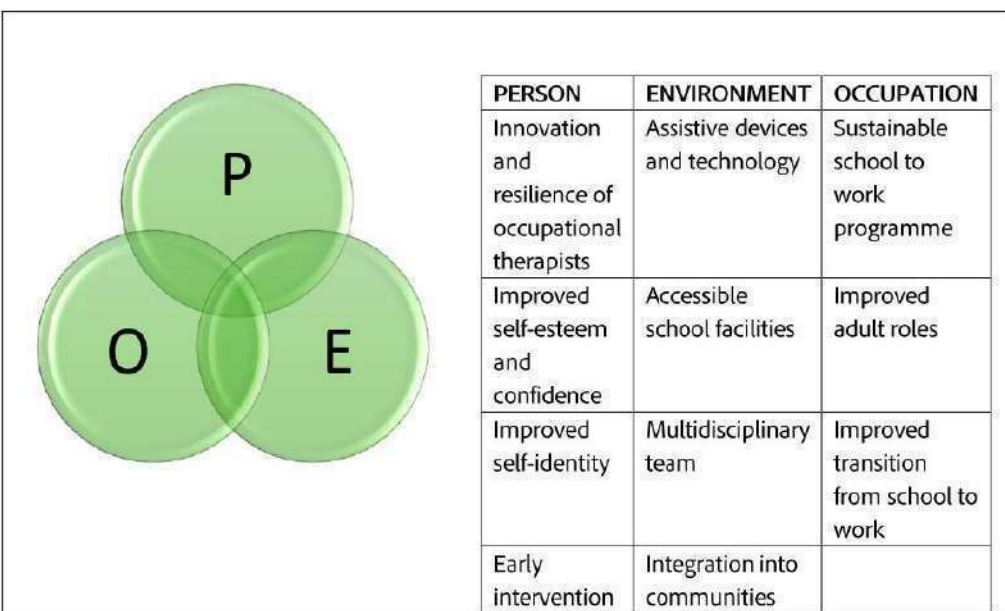 P
O E
PERSON ENVIRONMENT OCCUPATION
Innovation Assistive devices Sustainable
and and technology school to
resilience of work
occupational programme
therapists
Improved Accessible Improved
self-esteem school facilities adult roles
and
confidence
Improved Multidisciplinary Improved
self-identity team transition
from school to
work
Early Integration into
intervention communities